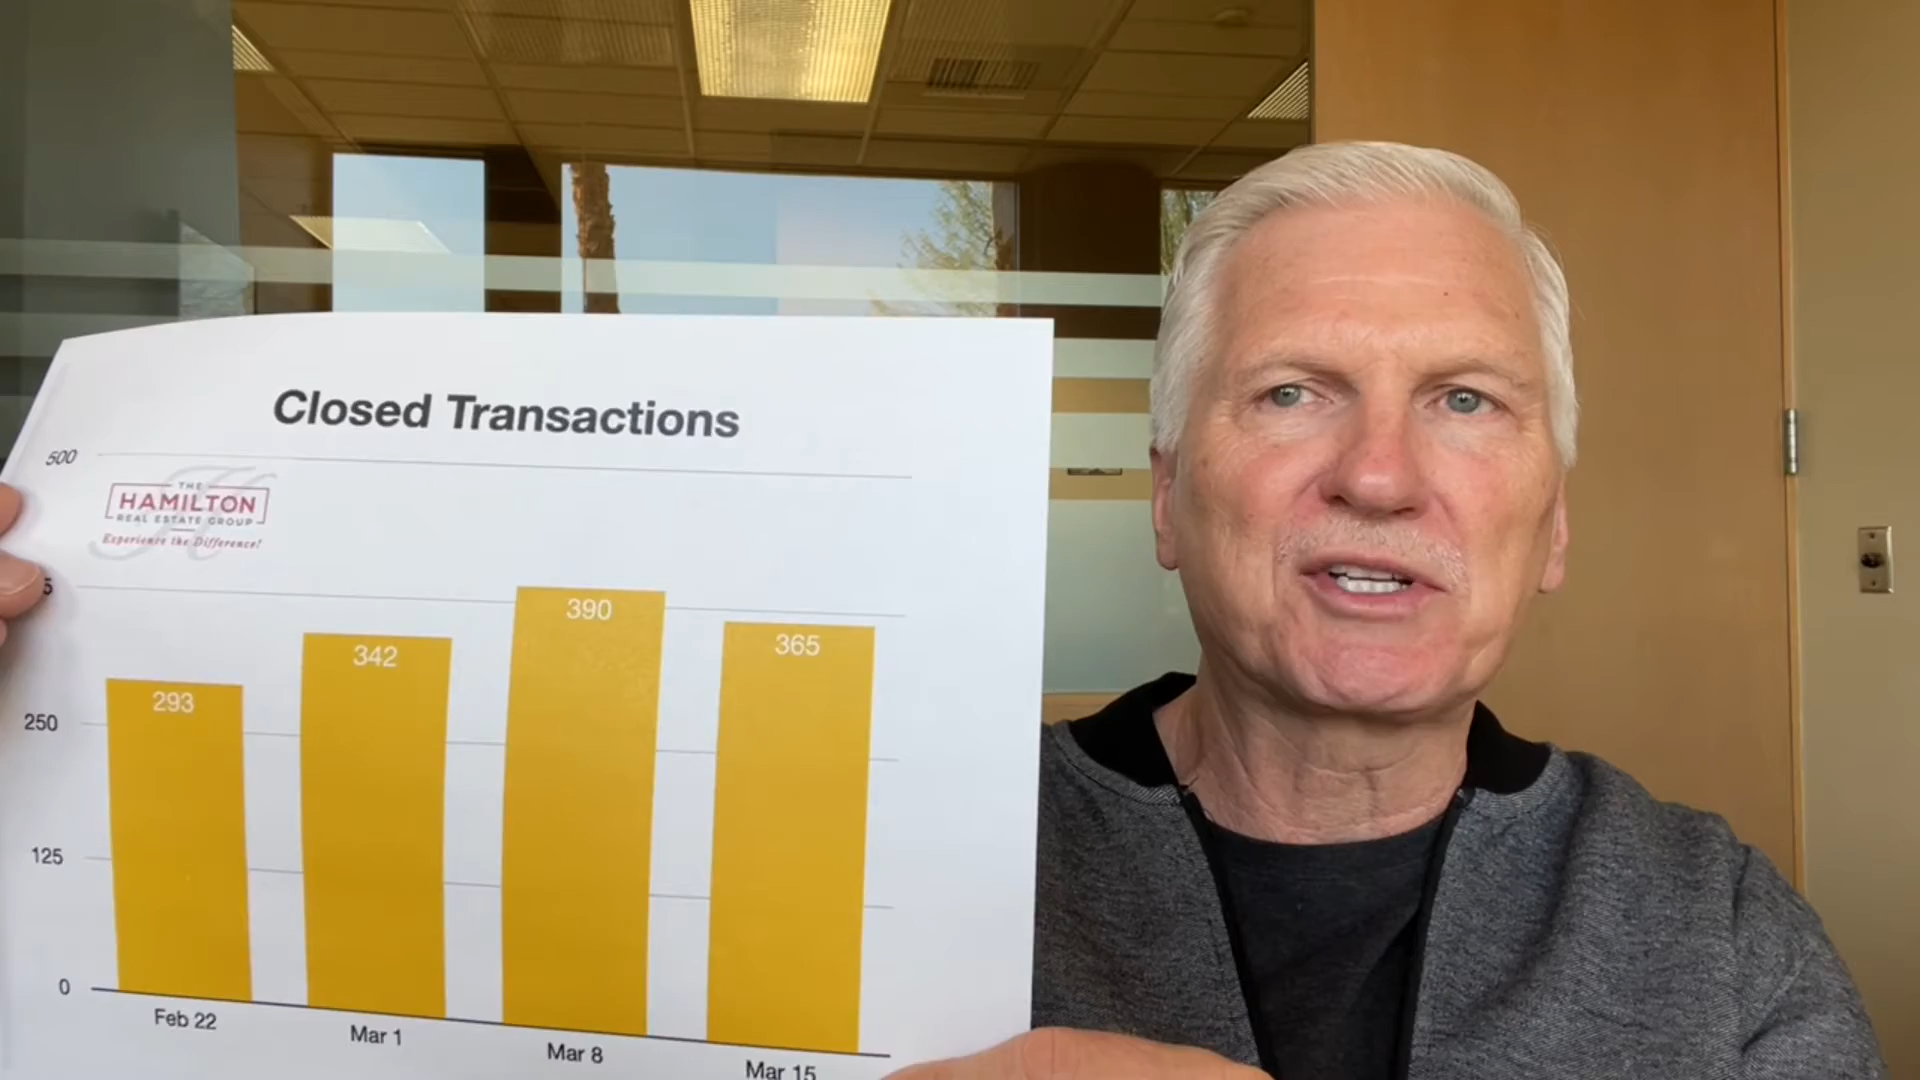 Closed Transactions
500
THE
HAMILTON
REAL ESTATE GROUP
Experience the Difference!
5
390
365
342
293
250
125
0
Feb 22
Mar 1
Mar 8
Mar 15